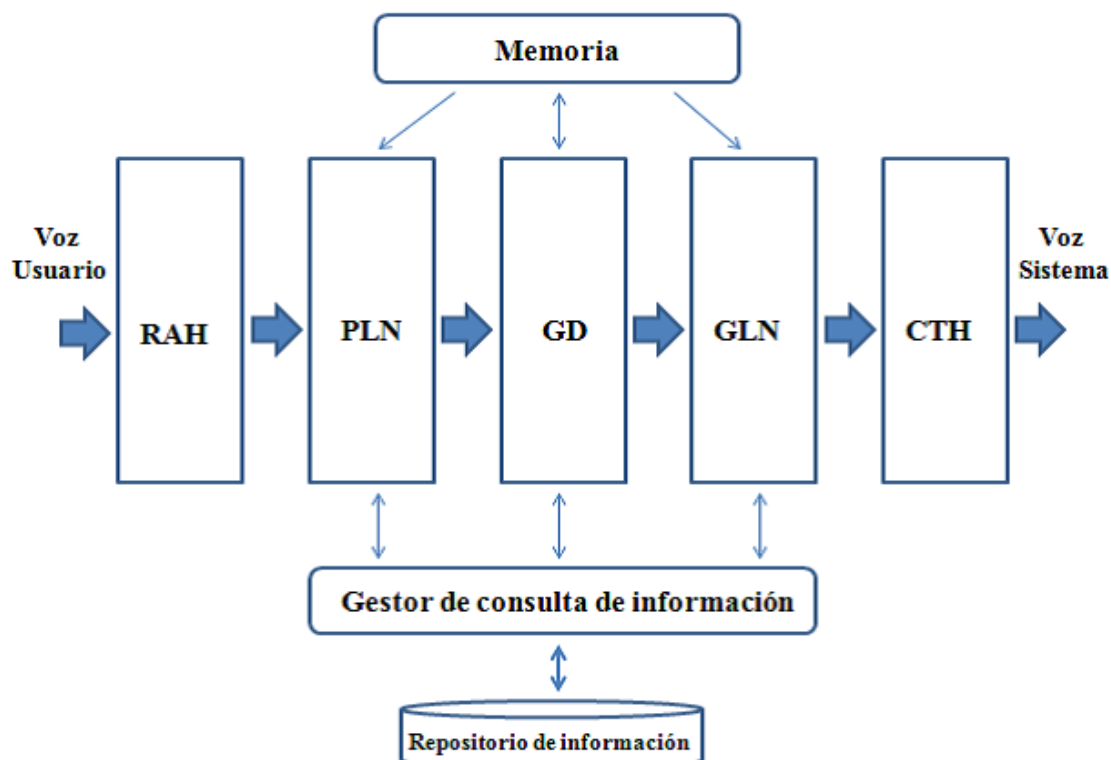 Memoria
Voz
Usuario
RAH
PLN
GD
GLN
CTH
Voz
Sistema
Gestor de consulta de información
Repositorio de información